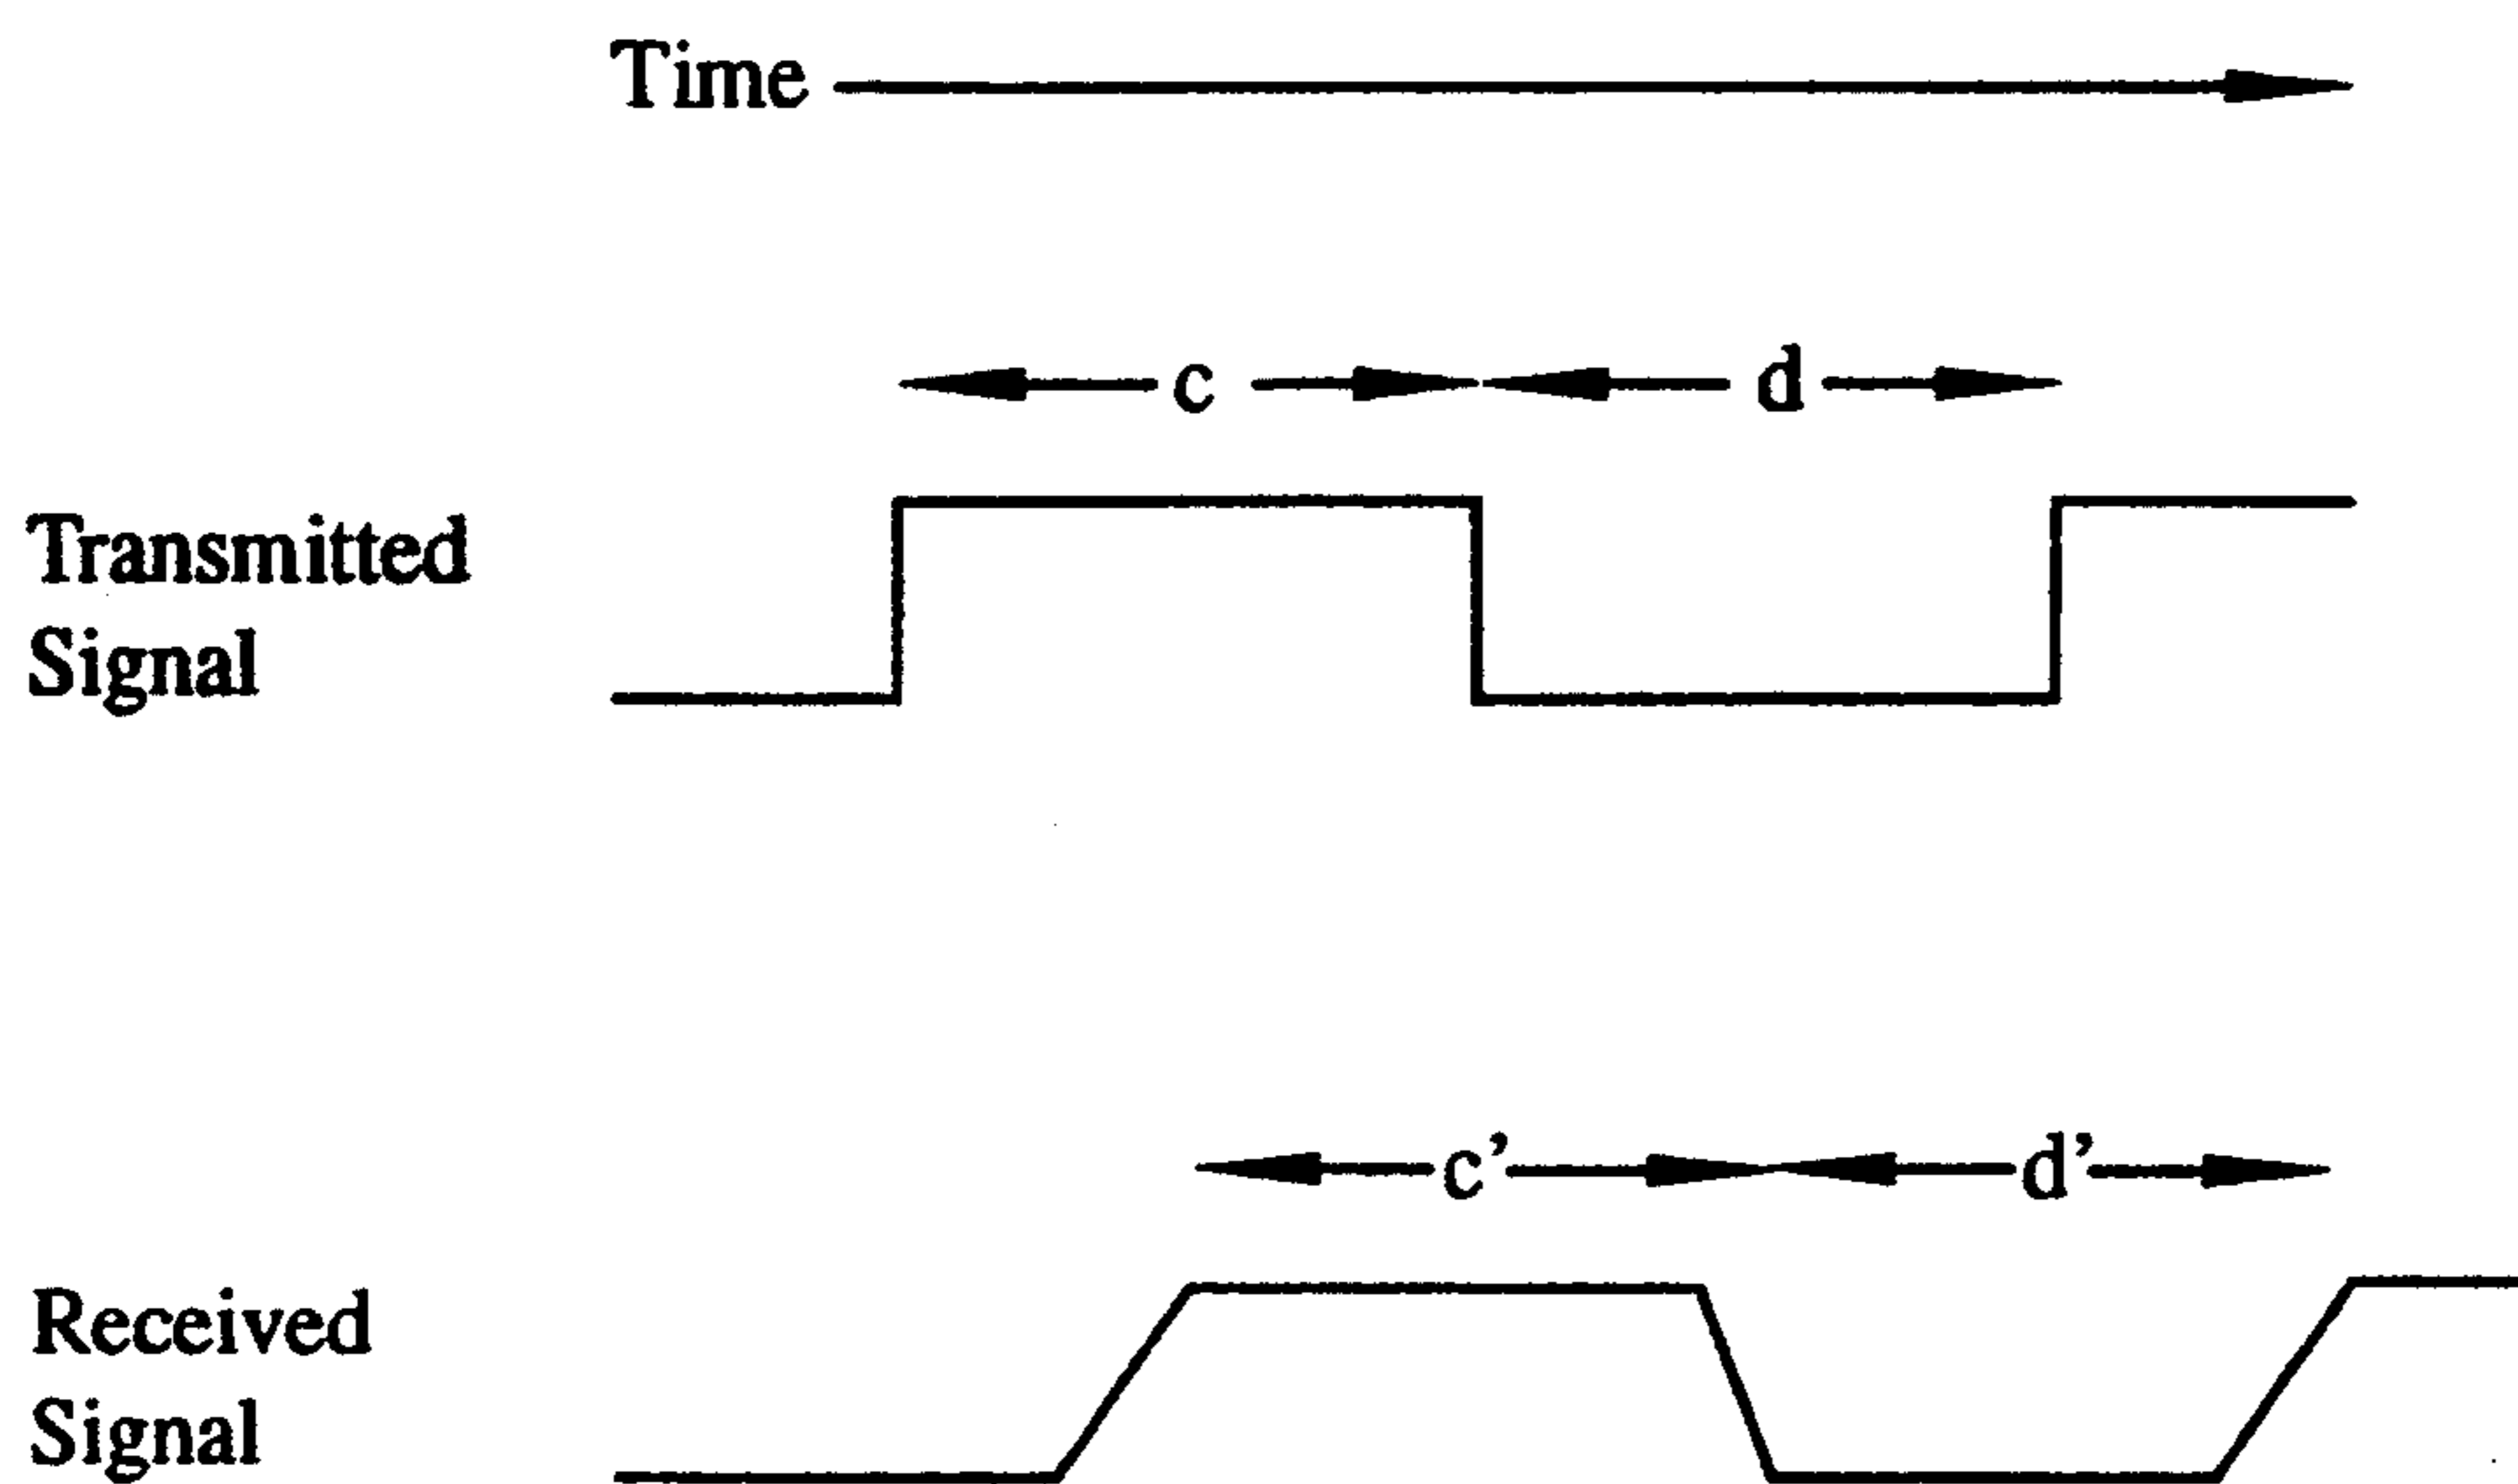 Time
c d
Transmitted
Signal
c’ d’
Received
Signal